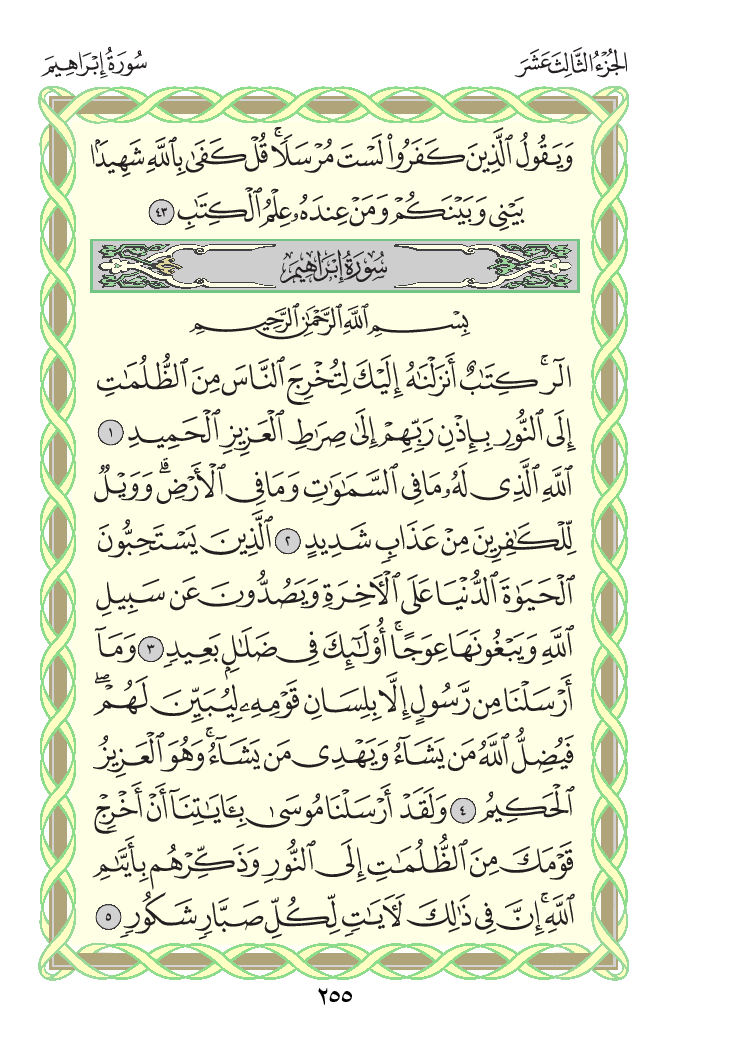 الجُزْءُ الثَّالِثَ عَشَرَ
سُورَةُ إِبْرَاهِيمَ
وَيَقُولُ ٱلَّذِينَ كَفَرُوا۟ لَسْتَ مُرْسَلًاۚ قُلْ كَفَىٰ بِٱللَّهِ شَهِيدًۢا
بَيْنِى وَبَيْنَكُمْ وَمَنْ عِندَهُۥ عِلْمُ ٱلْكِتَٰبِ ٤٣
سُورَةُ إِبْرَاهِيمَ
بِسْمِ ٱللَّهِ ٱلرَّحْمَٰنِ ٱلرَّحِيمِ
الٓرۚ كِتَٰبٌ أَنزَلْنَٰهُ إِلَيْكَ لِتُخْرِجَ ٱلنَّاسَ مِنَ ٱلظُّلُمَٰتِ
إِلَى ٱلنُّورِ بِإِذْنِ رَبِّهِمْ إِلَىٰ صِرَٰطِ ٱلْعَزِيزِ ٱلْحَمِيدِ ١
ٱللَّهِ ٱلَّذِى لَهُۥ مَا فِى ٱلسَّمَٰوَٰتِ وَمَا فِى ٱلْأَرْضِۗ وَوَيْلٌ
لِّلْكَٰفِرِينَ مِنْ عَذَابٍ شَدِيدٍ ٢ ٱلَّذِينَ يَسْتَحِبُّونَ
ٱلْحَيَوٰةَ ٱلدُّنْيَا عَلَى ٱلْءَاخِرَةِ وَيَصُدُّونَ عَن سَبِيلِ
ٱللَّهِ وَيَبْغُونَهَا عِوَجًاۚ أُو۟لَٰٓئِكَ فِى ضَلَٰلٍۭ بَعِيدٍ ٣ وَمَآ
أَرْسَلْنَا مِن رَّسُولٍ إِلَّا بِلِسَانِ قَوْمِهِۦ لِيُبَيِّنَ لَهُمْۖ
فَيُضِلُّ ٱللَّهُ مَن يَشَآءُ وَيَهْدِى مَن يَشَآءُۚ وَهُوَ ٱلْعَزِيزُ
ٱلْحَكِيمُ ٤ وَلَقَدْ أَرْسَلْنَا مُوسَىٰ بِـَٔايَٰتِنَآ أَنْ أَخْرِجْ
قَوْمَكَ مِنَ ٱلظُّلُمَٰتِ إِلَى ٱلنُّورِ وَذَكِّرْهُم بِأَيَّىٰمِ
ٱللَّهِۚ إِنَّ فِى ذَٰلِكَ لَءَايَٰتٍ لِّكُلِّ صَبَّارٍ شَكُورٍ ٥
٢٥٥